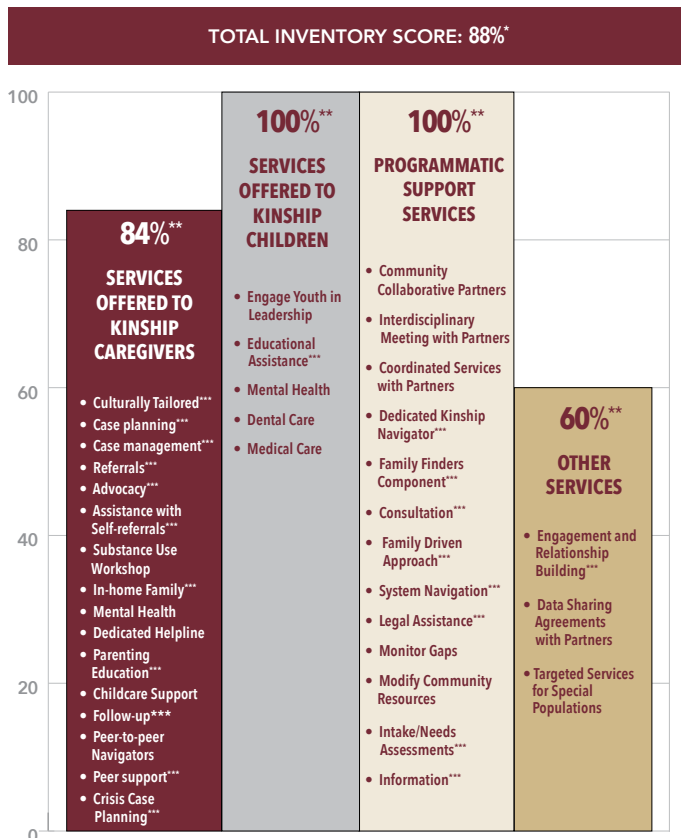 TOTAL INVENTORY SCORE: 88%*
100
80
60
40
20
0
84%**
SERVICES
OFFERED TO
KINSHIP
CAREGIVERS
• Culturally Tailored***
• Case planning***
• Case management***
• Referrals***
• Advocacy***
• Assistance with
Self-referrals***
• Substance Use
Workshop
• In-home Family***
• Mental Health
• Dedicated Helpline
• Parenting
Education***
• Childcare Support
• Follow-up***
• Peer-to-peer
Navigators
• Peer support***
• Crisis Case
Planning***
100%**
SERVICES
OFFERED TO
KINSHIP
CHILDREN
• Engage Youth in
Leadership
• Educational
Assistance***
• Mental Health
• Dental Care
• Medical Care
100%**
PROGRAMMATIC
SUPPORT
SERVICES
• Community
Collaborative Partners
• Interdisciplinary
Meeting with Partners
• Coordinated Services
with Partners
• Dedicated Kinship
Navigator***
• Family Finders
Component***
• Consultation***
• Family Driven
Approach***
• System Navigation***
• Legal Assistance***
• Monitor Gaps
• Modify Community
Resources
• Intake/Needs
Assessments***
• Information***
60%**
OTHER
SERVICES
• Engagement and
Relationship
Building***
• Data Sharing
Agreements
with Partners
• Targeted Services
for Special
Populations